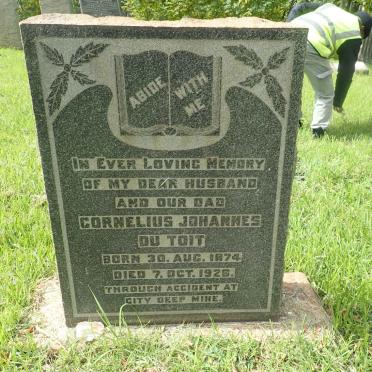 ABIDE WITH
ME
IN EVER LOVING MEMORY
OF MY DEAR HUSBAND
AND OUR DAD
CORNELIUS JOHANNES
DU TOIT
BORN 30. AUG. 1874.
DIED 7. OCT. 1926.
THROUGH ACCIDENT AT
CITY DEEP MINE.